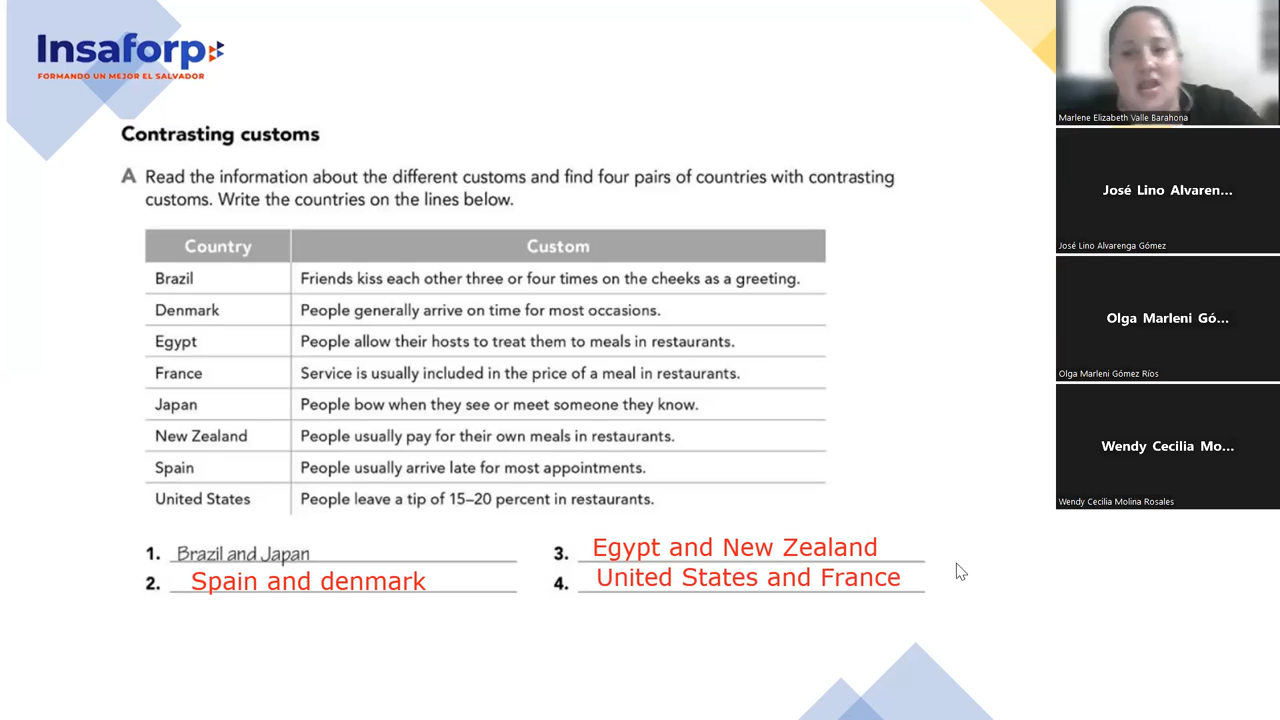 Insaforp
FORMANDO UN MEJOR EL SALVADOR
Contrasting customs
A Read the information about the different customs and find four pairs of countries with contrasting
customs. Write the countries on the lines below.
Country Custom
Brazil Friends kiss each other three or four times on the cheeks as a greeting.
Denmark People generally arrive on time for most occasions.
Egypt People allow their hosts to treat them to meals in restaurants.
France Service is usually included in the price of a meal in restaurants.
Japan People bow when they see or meet someone they know.
New Zealand People usually pay for their own meals in restaurants.
Spain People usually arrive late for most appointments.
United States People leave a tip of 15–20 percent in restaurants.
1. Brazil and Japan
2. Spain and denmark
3. Egypt and New Zealand
4. United States and France
Marlene Elizabeth Valle Barahona
José Lino Alvaren...
José Lino Alvarenga Gómez
Olga Marleni Gó...
Olga Marleni Gómez Ríos
Wendy Cecilia Mo...
Wendy Cecilia Molina Rosales